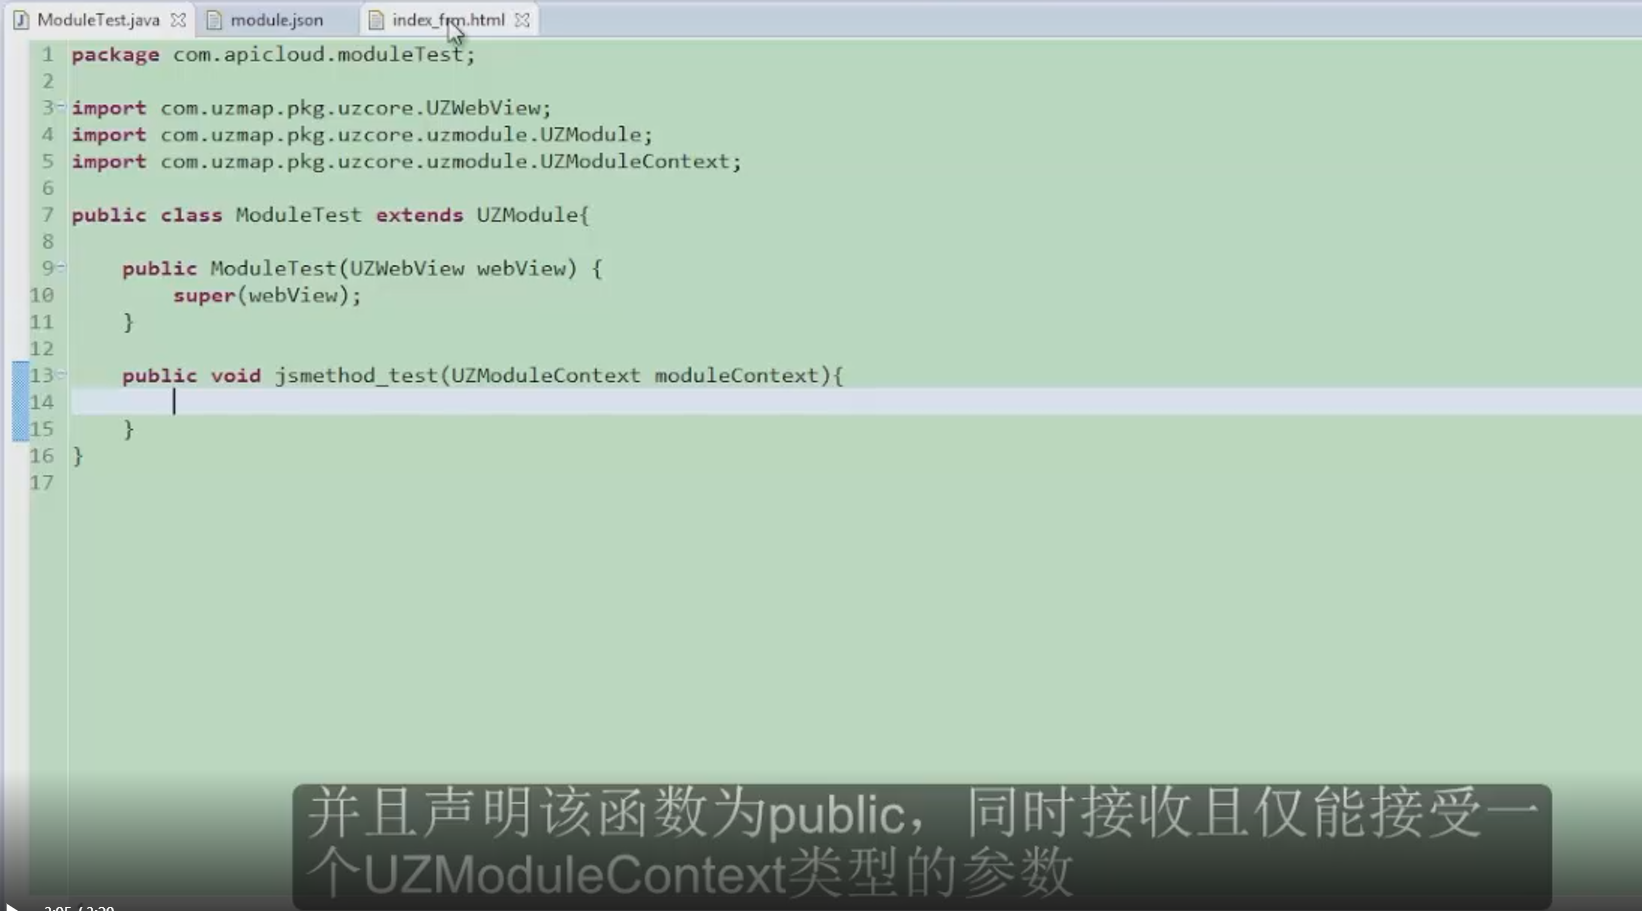 ModuleTest.java module.json index_frm.html
1 package com.apicloud.moduleTest;
2
3 import com.uzmap.pkg.uzcore.UZWebView;
4 import com.uzmap.pkg.uzcore.uzmodule.UZModule;
5 import com.uzmap.pkg.uzcore.uzmodule.UZModuleContext;
6
7 public class ModuleTest extends UZModule{
8
9 public ModuleTest(UZWebView webView) {
10 super(webView);
11 }
12
13 public void jsmethod_test(UZModuleContext moduleContext){
14
15 }
16 }
17
并且声明该函数为public，同时接收且仅能接受一
个UZModuleContext类型的参数